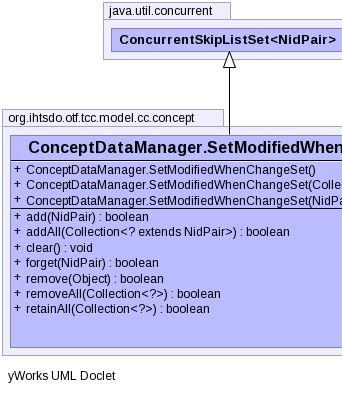 java.util.concurrent
ConcurrentSkipListSet<NidPair>
org.ihtsdo.otf.tcc.model.cc.concept
ConceptDataManager.SetModifiedWhen
+ ConceptDataManager.SetModifiedWhenChangeSet()
+ ConceptDataManager.SetModifiedWhenChangeSet(Colle
+ ConceptDataManager.SetModifiedWhenChangeSet(NidPa
+ add(NidPair) : boolean
+ addAll(Collection<? extends NidPair>) : boolean
+ clear() : void
+ forget(NidPair) : boolean
+ remove(Object) : boolean
+ removeAll(Collection<?>) : boolean
+ retainAll(Collection<?>) : boolean
yWorks UML Doclet